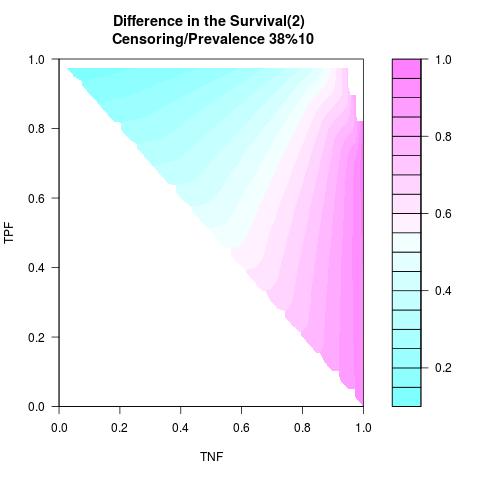 Difference in the Survival(2)
Censoring/Prevalence 38%10
1.0
0.8
0.6
0.4
0.2
0.0
TPF
0.0 0.2 0.4 0.6 0.8 1.0
TNF
1.0
0.8
0.6
0.4
0.2